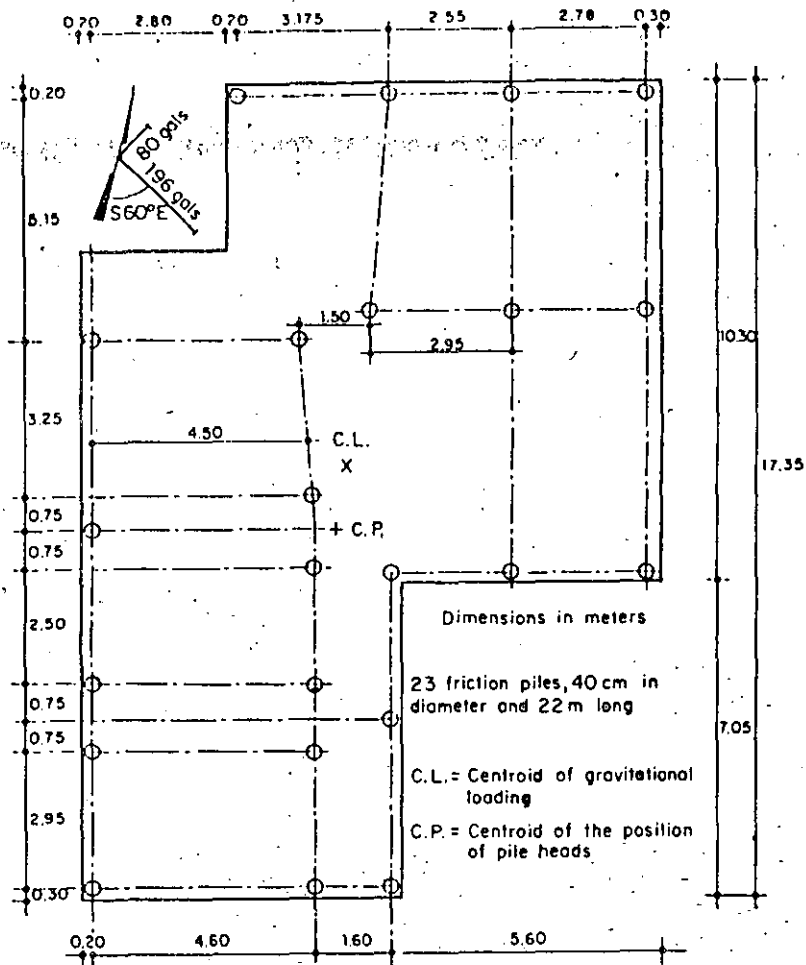 0.20 2.80 0.20 3.175 2.55 2.78 0.30
0.20
80 gals
196 gals
S60°E
1.50
2.95
10.30
3.25
4.50
C.L.
x
17.35
0.75
+ C.P.
0.75
Dimensions in meters
2.50
23 friction piles, 40 cm in
diameter and 22 m long
0.75
7.05
0.75
C.L. = Centroid of gravitational
loading
2.95
C.P. = Centroid of the position
of pile heads
0.30
0.20 4.60 1.60 5.60